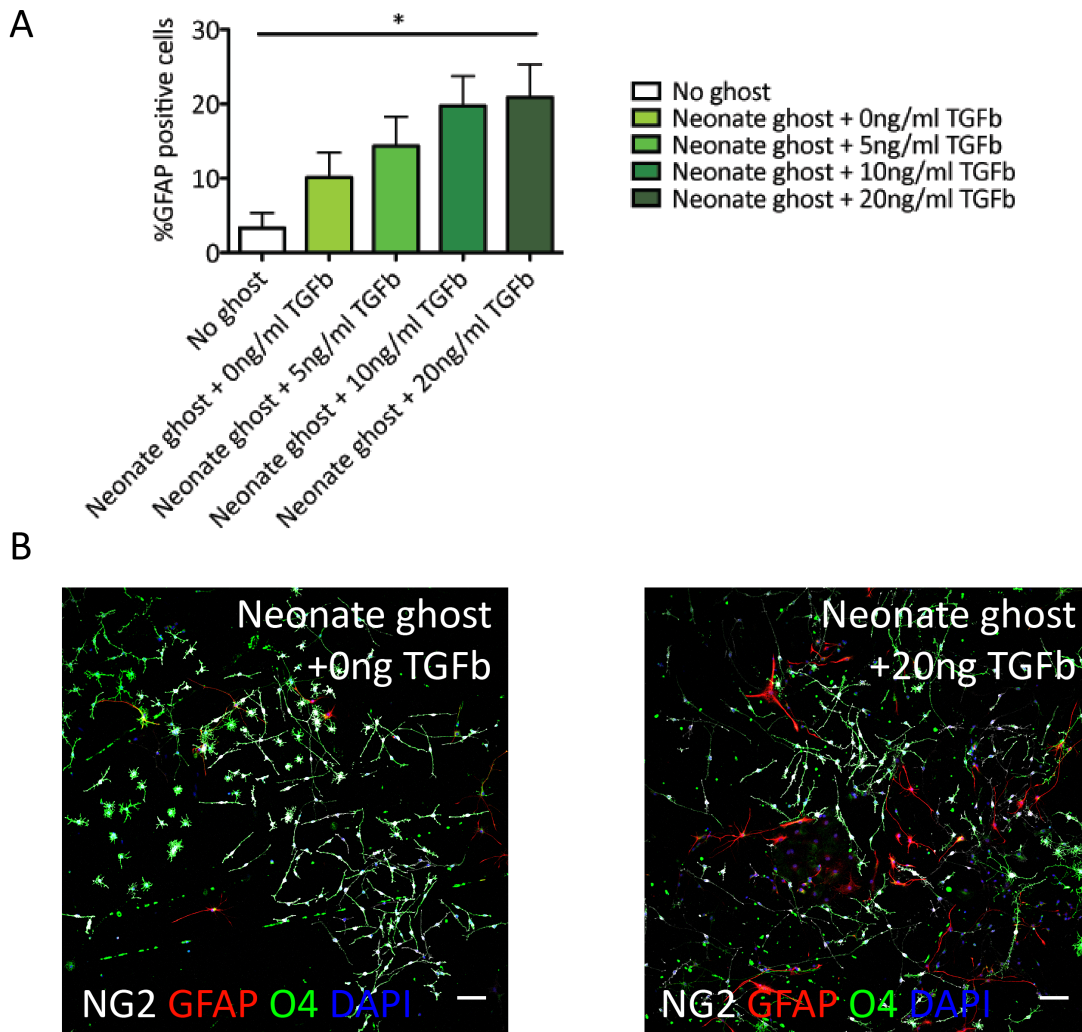 A
*
30
20
10
0
%GFAP positive cells
No ghost
Neonate ghost + 0ng/ml TGFb
Neonate ghost + 5ng/ml TGFb
Neonate ghost + 10ng/ml TGFb
Neonate ghost + 20ng/ml TGFb
No ghost
Neonate ghost + 0ng/ml TGFb
Neonate ghost + 5ng/ml TGFb
Neonate ghost + 10ng/ml TGFb
Neonate ghost + 20ng/ml TGFb
B
Neonate ghost
+0ng TGFb
NG2 GFAP O4 DAPI
Neonate ghost
+20ng TGFb
NG2 GFAP O4 DAPI